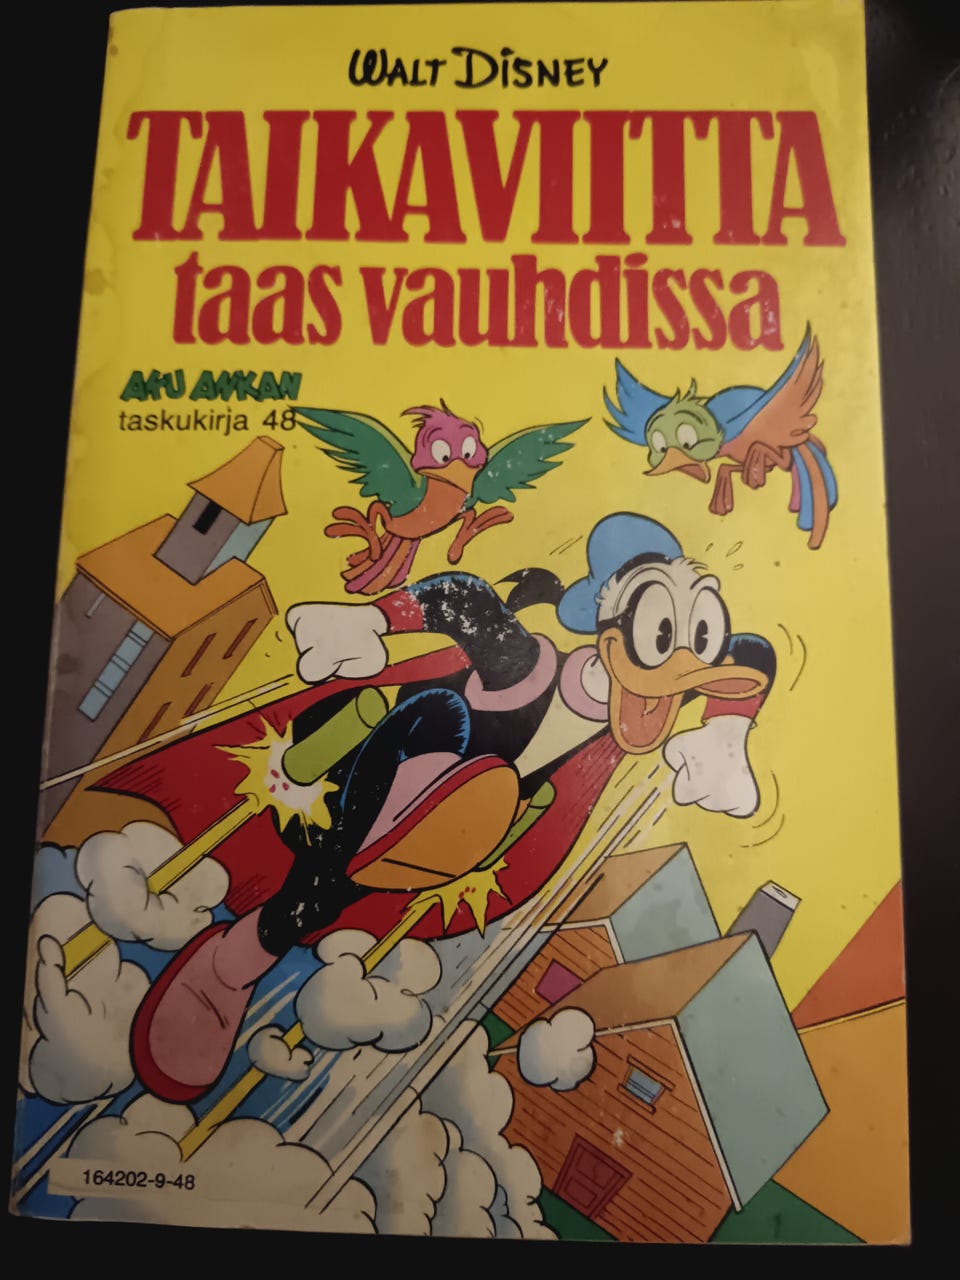 WALT DISNEY
TAIKAVIITTA
taas vauhdissa
AKU ANKAN
taskukirja 48
164202-9-48